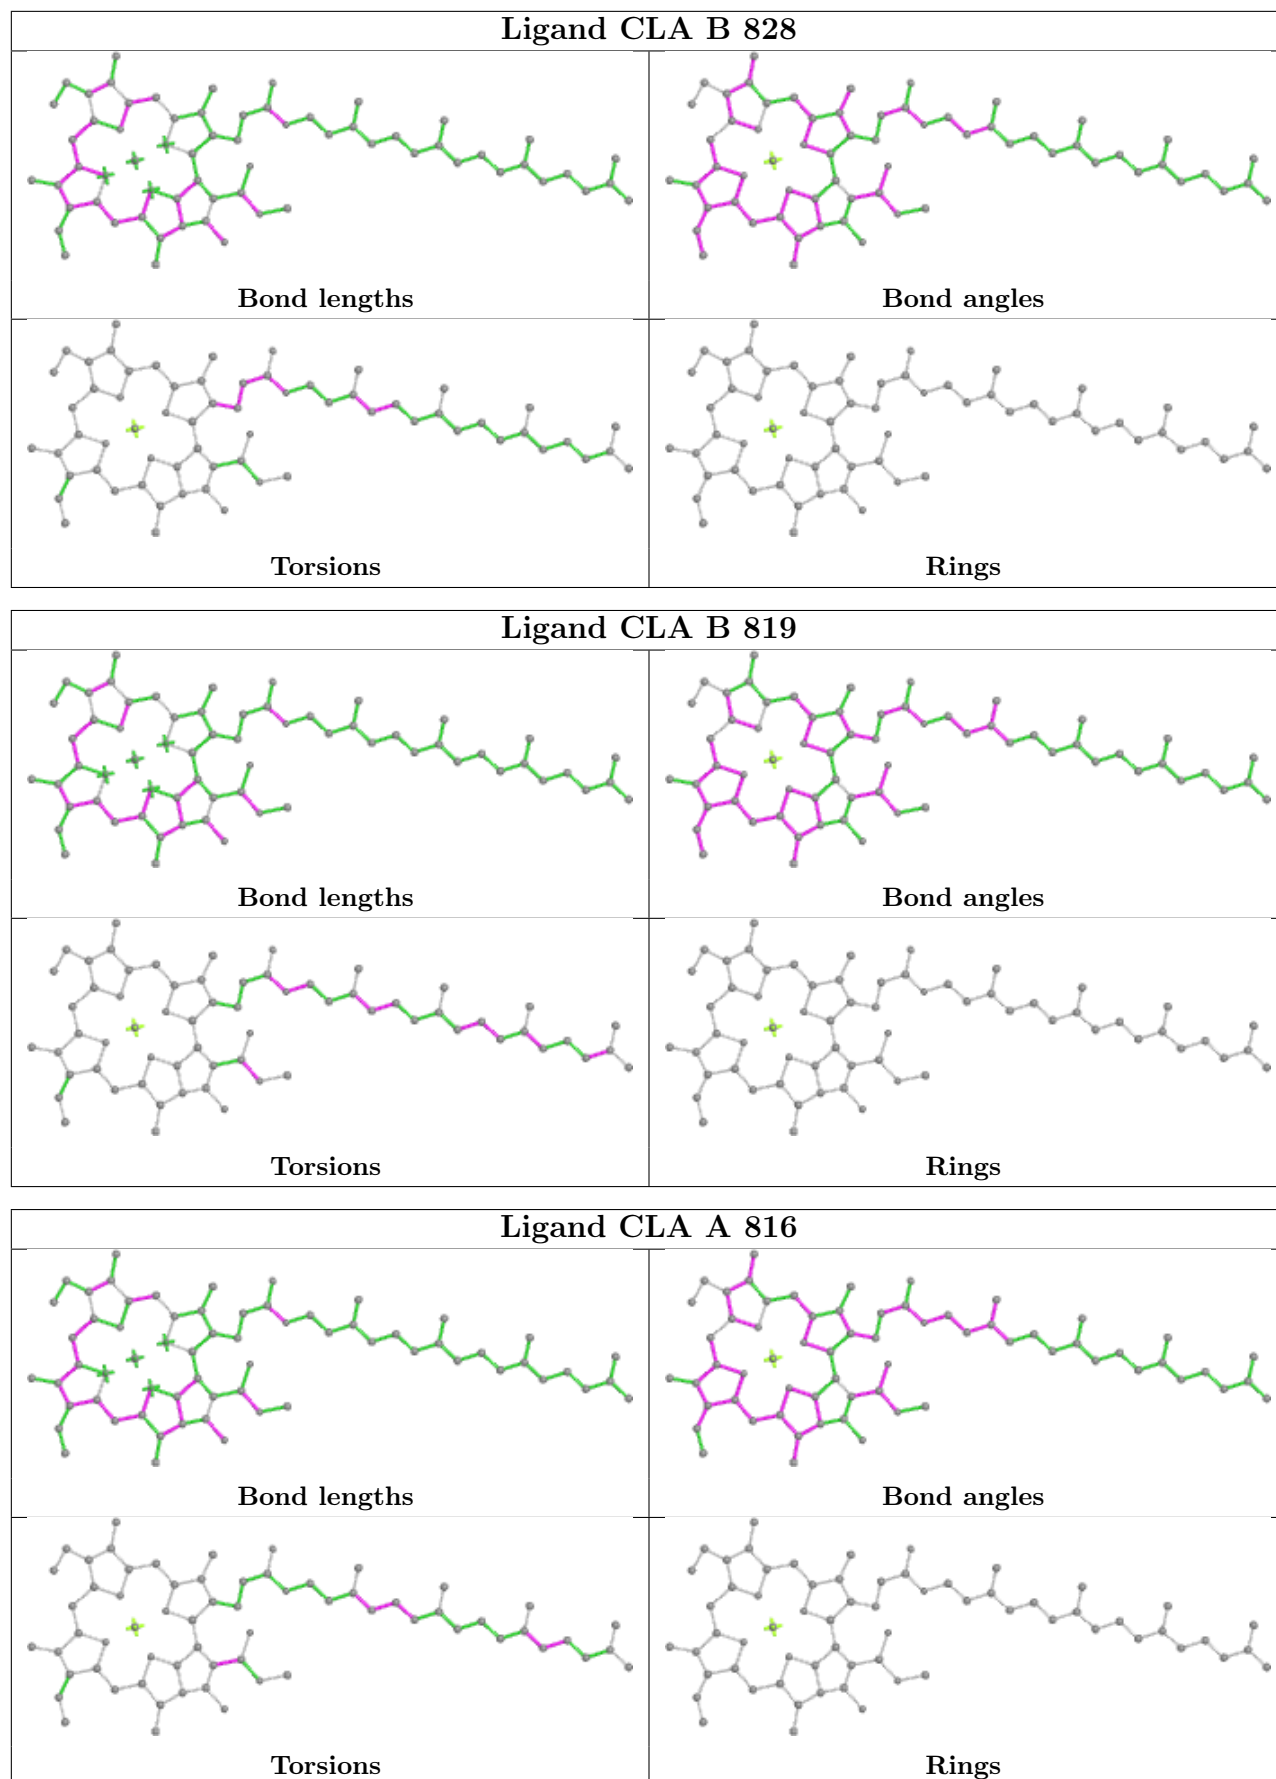 Ligand CLA B 828
Bond lengths
Bond angles
Torsions
Rings
Ligand CLA B 819
Bond lengths
Bond angles
Torsions
Rings
Ligand CLA A 816
Bond lengths
Bond angles
Torsions
Rings